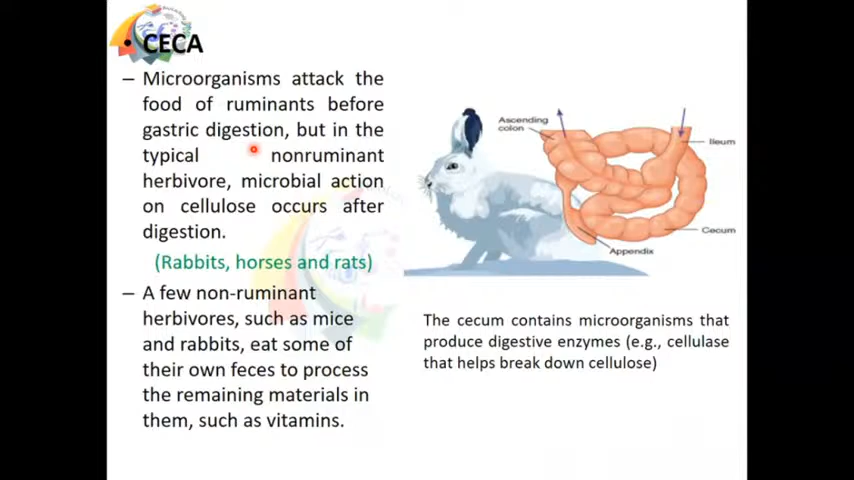 • CECA
– Microorganisms attack the
food of ruminants before
gastric digestion, but in the
typical nonruminant
herbivore, microbial action
on cellulose occurs after
digestion.
(Rabbits, horses and rats)
– A few non-ruminant
herbivores, such as mice
and rabbits, eat some of
their own feces to process
the remaining materials in
them, such as vitamins.
Ascending
colon
Ileum
Cecum
Appendix
The cecum contains microorganisms that
produce digestive enzymes (e.g., cellulase
that helps break down cellulose)